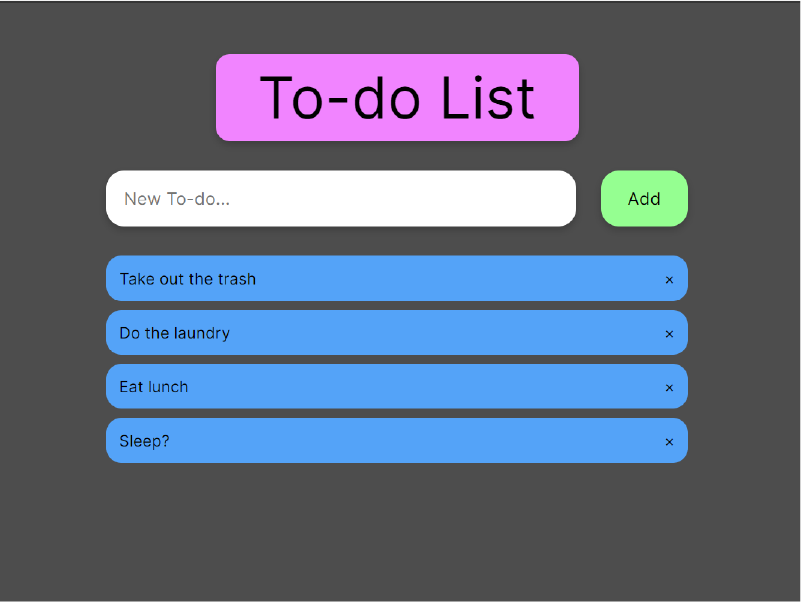 To-do List
New To-do...
Add
Take out the trash ×
Do the laundry ×
Eat lunch ×
Sleep? ×